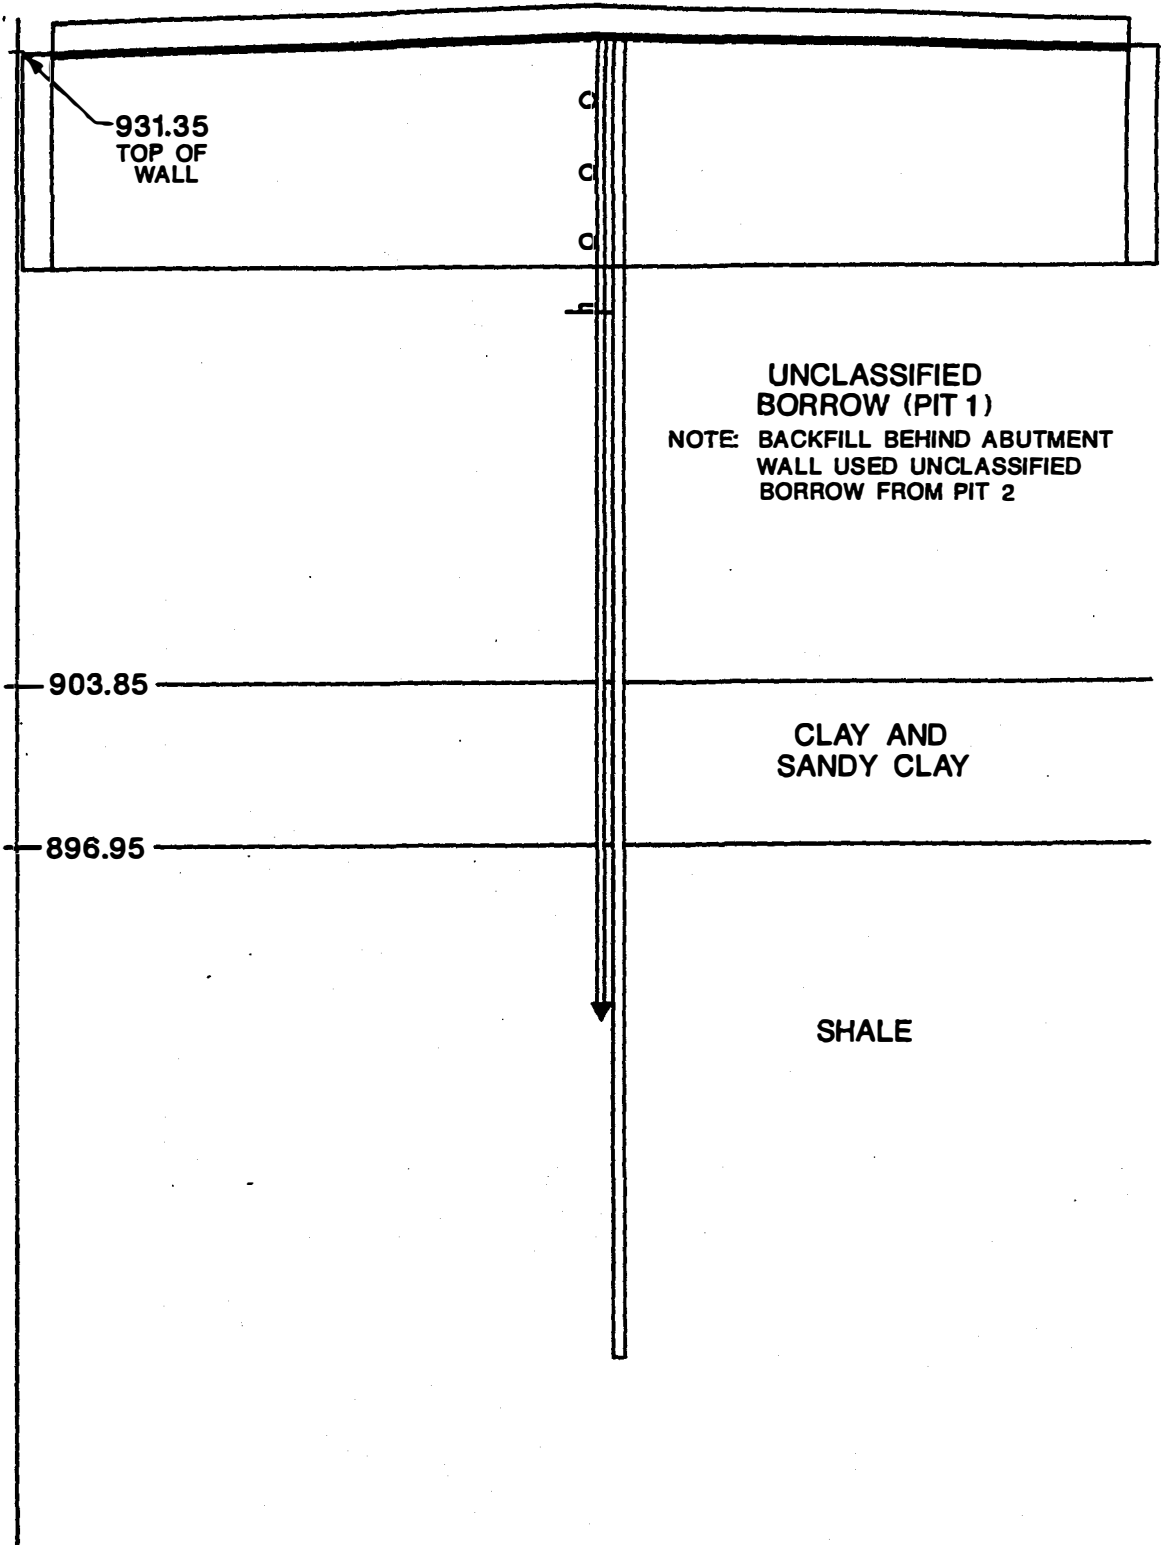 931.35
TOP OF
WALL
UNCLASSIFIED
BORROW (PIT 1)
NOTE: BACKFILL BEHIND ABUTMENT
WALL USED UNCLASSIFIED
BORROW FROM PIT 2
903.85
CLAY AND
SANDY CLAY
896.95
SHALE